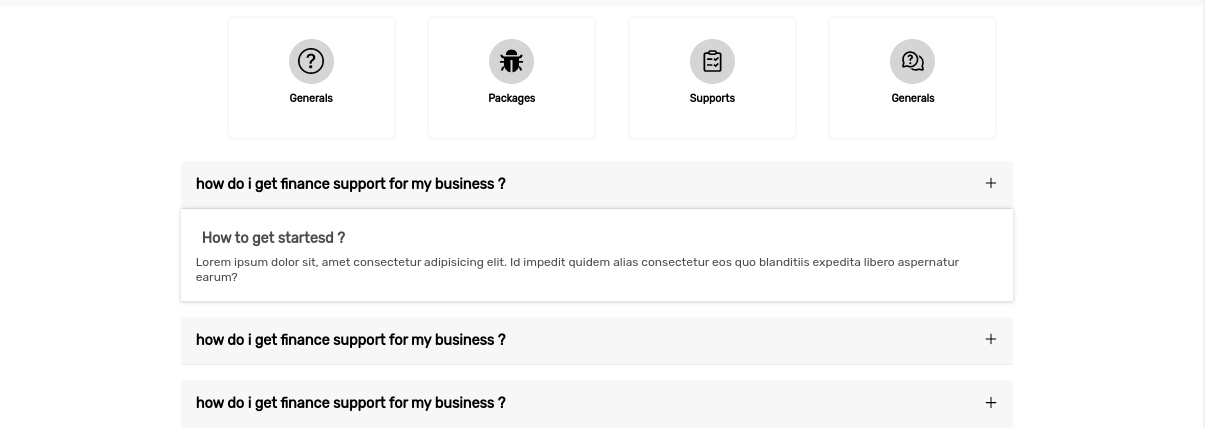 Generals
Packages
Supports
Generals
how do i get finance support for my business ?
How to get startesd ?
Lorem ipsum dolor sit, amet consectetur adipisicing elit. Id impedit quidem alias consectetur eos quo blanditiis expedita libero aspernatur
earum?
how do i get finance support for my business ?
how do i get finance support for my business ?